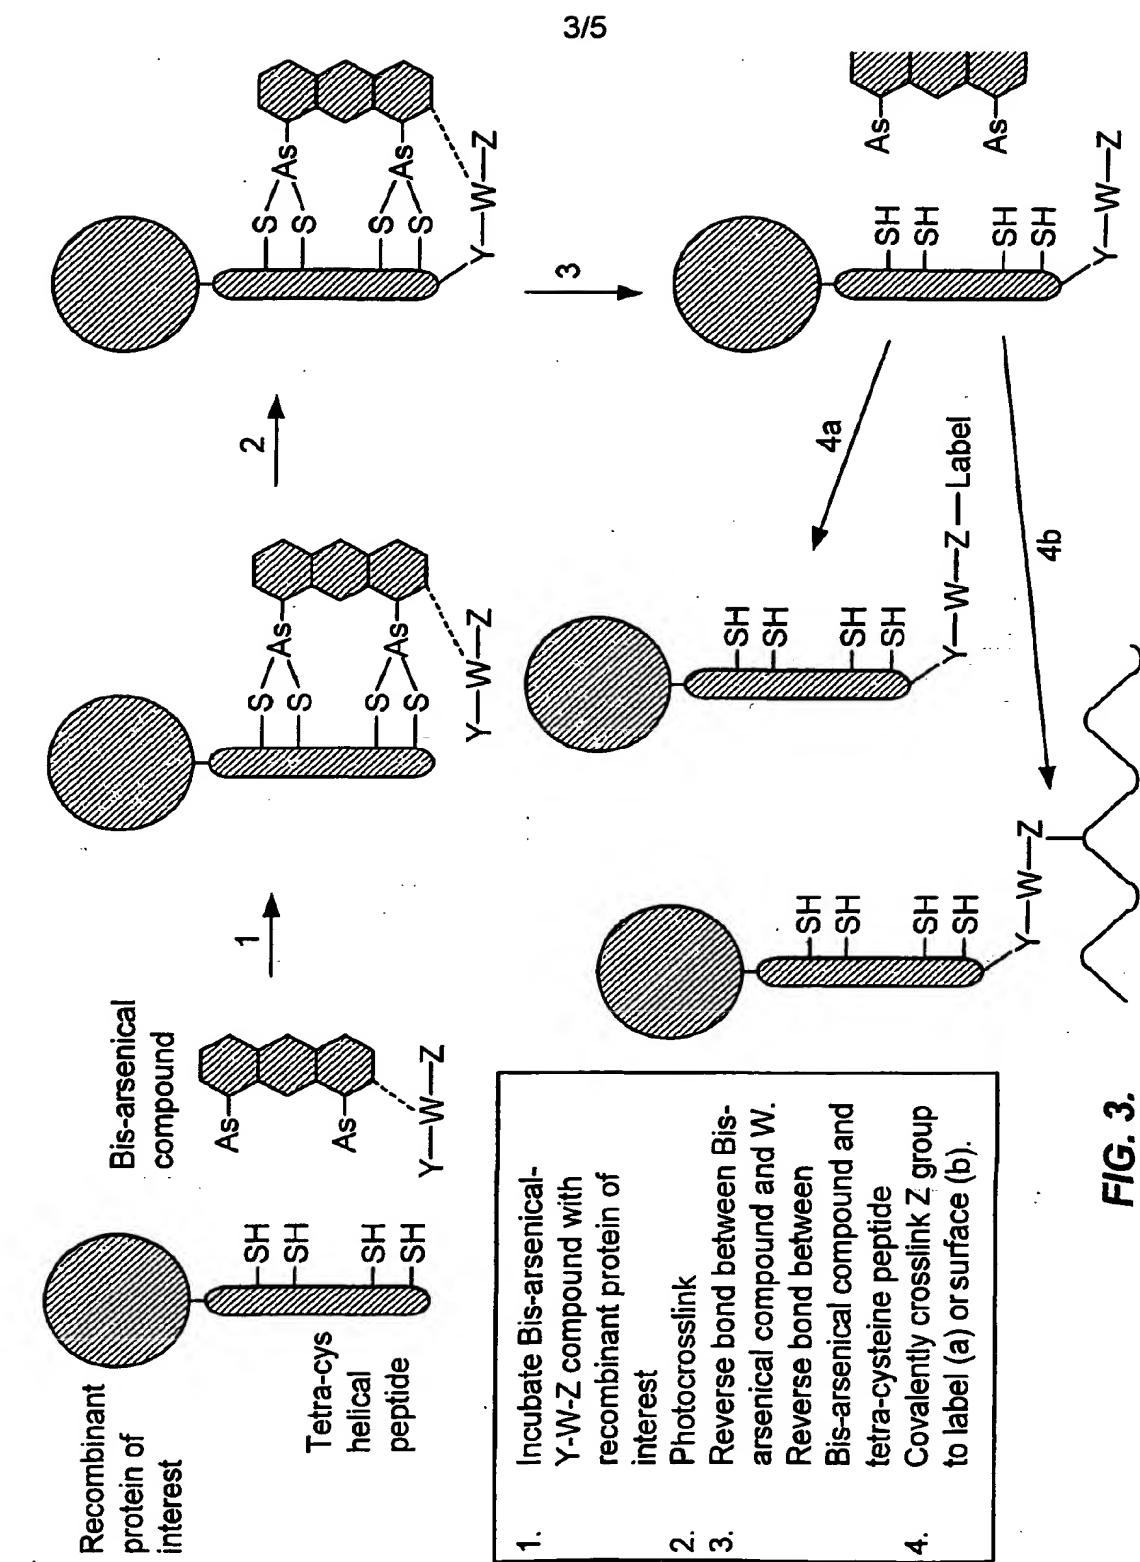 3/5
Recombinant
protein of
interest
Tetra-cys
helical
peptide
SH
SH
SH
SH
Bis-arsenical
compound
As
As
Y—W—Z
1
S
S
S
S
As
As
Y—W—Z
2
S
S
S
S
As
As
Y—W—Z
3
SH
SH
SH
SH
As
As
Y—W—Z
4a
SH
SH
SH
SH
Y—W—Z—Label
4b
SH
SH
SH
SH
Y—W—Z
1. Incubate Bis-arsenical-
Y-W-Z compound with
recombinant protein of
interest
2. Photocrosslink
3. Reverse bond between Bis-
arsenical compound and W.
Reverse bond between
Bis-arsenical compound and
tetra-cysteine peptide
4. Covalently crosslink Z group
to label (a) or surface (b).
FIG. 3.